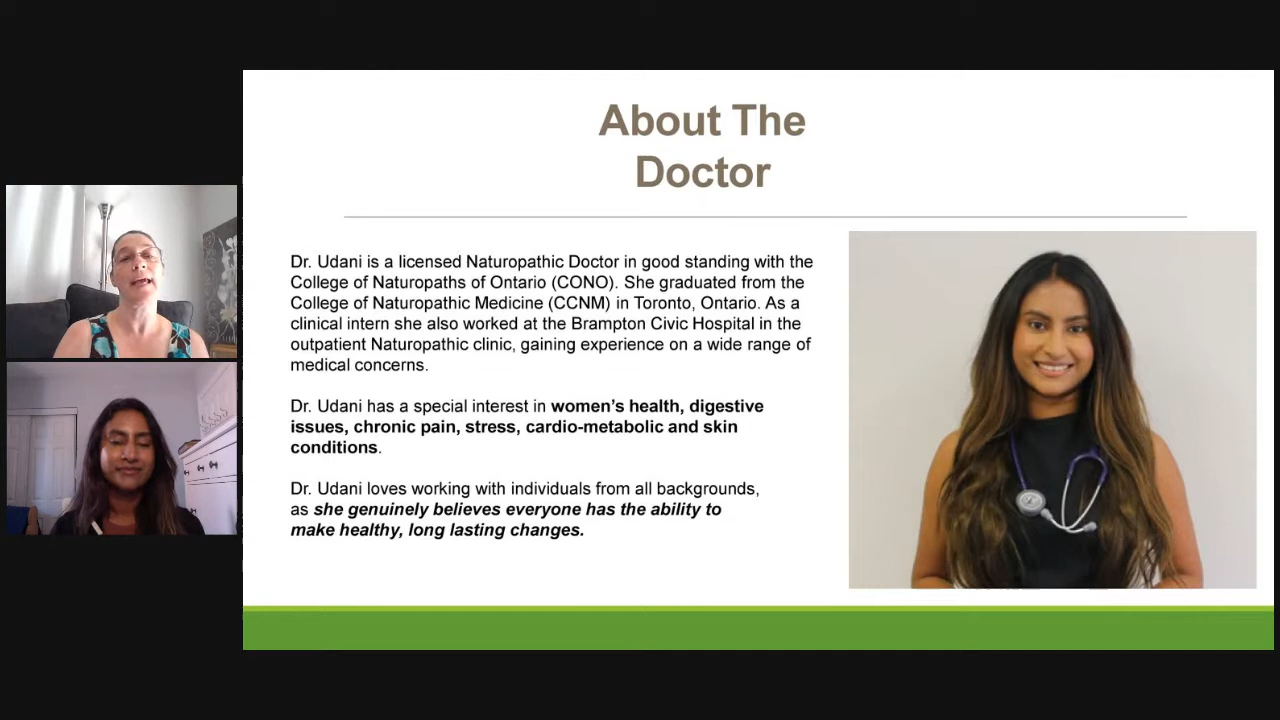 About The
Doctor
Dr. Udani is a licensed Naturopathic Doctor in good standing with the
College of Naturopaths of Ontario (CONO). She graduated from the
College of Naturopathic Medicine (CCNM) in Toronto, Ontario. As a
clinical intern she also worked at the Brampton Civic Hospital in the
outpatient Naturopathic clinic, gaining experience on a wide range of
medical concerns.
Dr. Udani has a special interest in women’s health, digestive
issues, chronic pain, stress, cardio-metabolic and skin
conditions.
Dr. Udani loves working with individuals from all backgrounds,
as she genuinely believes everyone has the ability to
make healthy, long lasting changes.